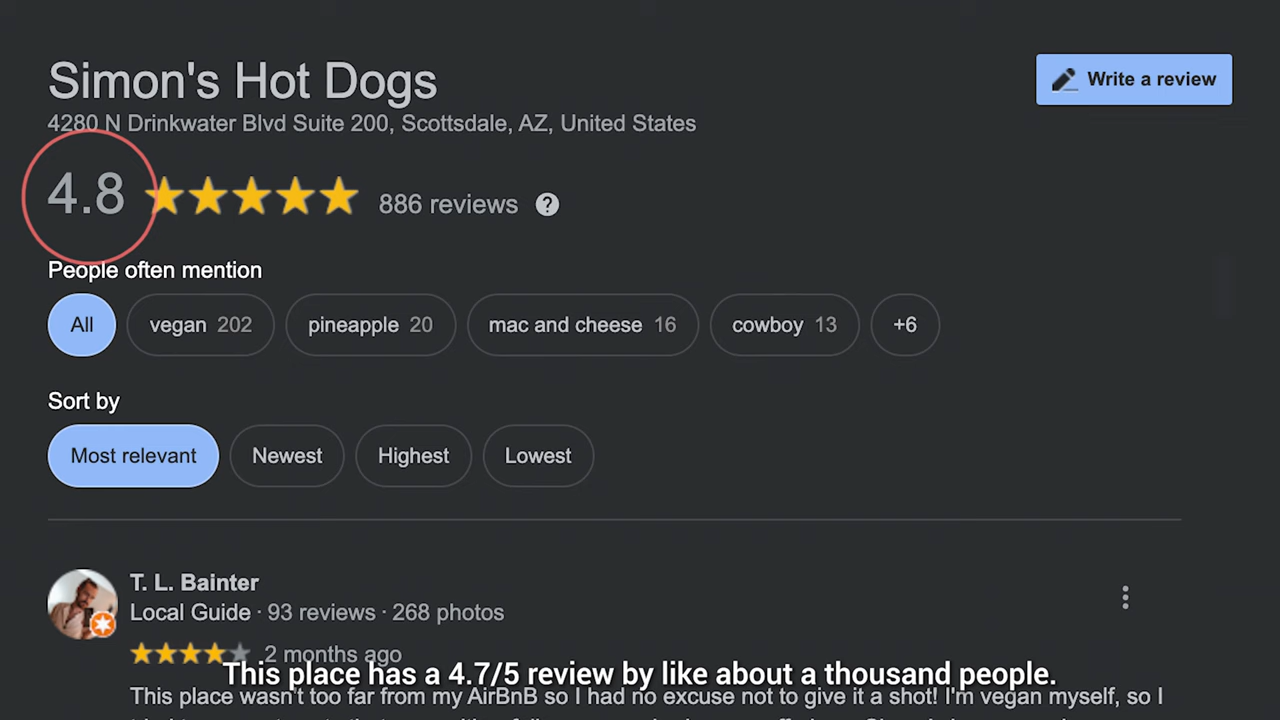 Simon's Hot Dogs
Write a review
4280 N Drinkwater Blvd Suite 200, Scottsdale, AZ, United States
4.8
886 reviews
?
People often mention
All
vegan 202
pineapple 20
mac and cheese 16
cowboy 13
+6
Sort by
Most relevant
Newest
Highest
Lowest
T. L. Bainter
Local Guide · 93 reviews · 268 photos
2 months ago
This place has a 4.7/5 review by like about a thousand people.
This place wasn't too far from my AirBnB so I had no excuse not to give it a shot! I'm vegan myself, so I